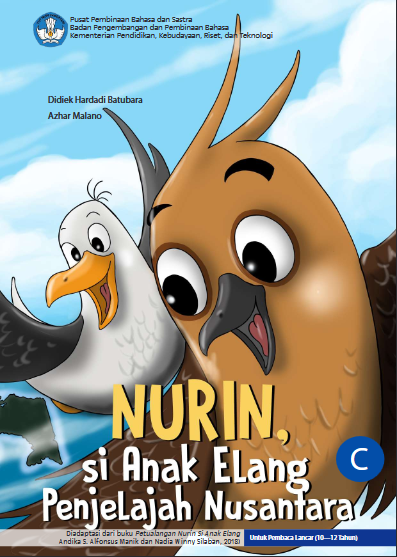 Pusat Pembinaan Bahasa dan Sastra
Badan Pengembangan dan Pembinaan Bahasa
Kementerian Pendidikan, Kebudayaan, Riset, dan Teknologi
Didiek Hardadi Batubara
Azhar Malano
NURIN,
si Anak ELang
PenjeLajah Nusantara
C
Diadaptasi dari buku Petualangan Nurin Si Anak Elang
Andika S. Alfonsus Manik dan Nadia Winny Silaban, 2018)
Untuk Pembaca Lancar (10—12 Tahun)